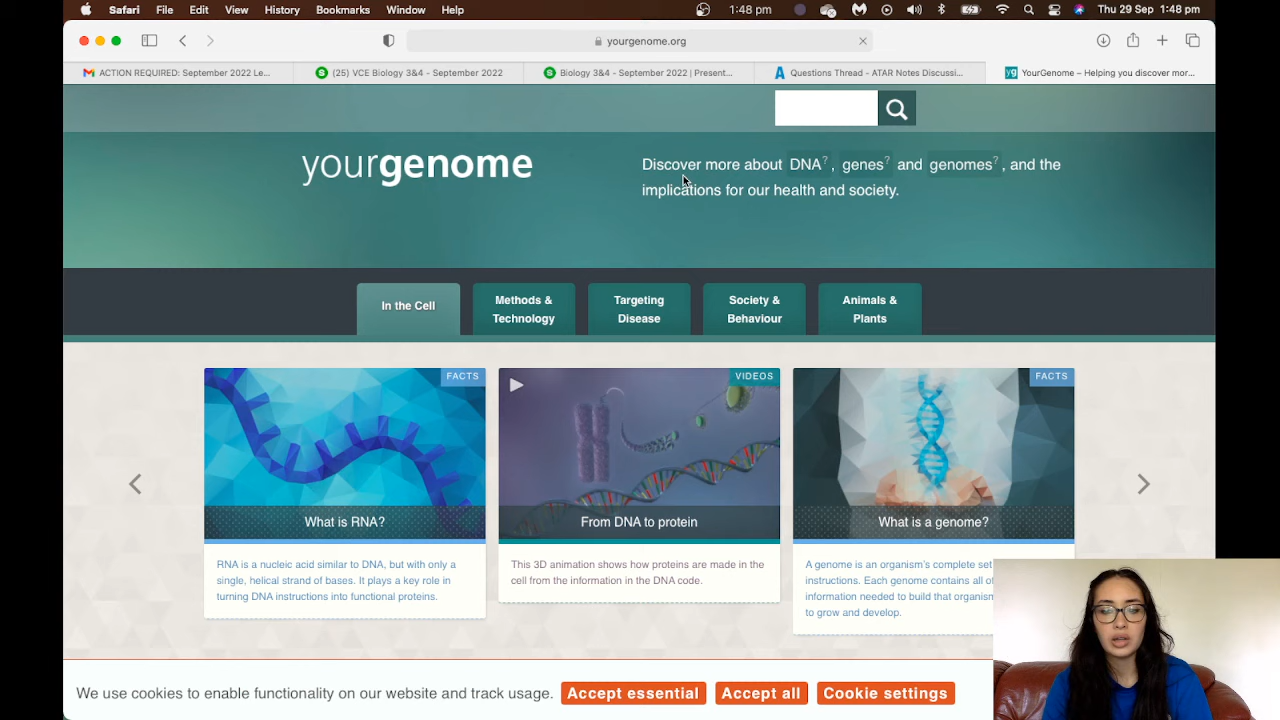 Safari File Edit View History Bookmarks Window Help 1:48 pm Thu 29 Sep 1:48 pm
yourgenome.org
ACTION REQUIRED: September 2022 Le... (25) VCE Biology 3&4 - September 2022 Biology 3&4 - September 2022 | Present... Questions Thread - ATAR Notes Discussi... yg YourGenome – Helping you discover mor...
yourgenome
Discover more about DNA?, genes? and genomes?, and the
implications for our health and society.
In the Cell
Methods &
Technology
Targeting
Disease
Society &
Behaviour
Animals &
Plants
FACTS
What is RNA?
RNA is a nucleic acid similar to DNA, but with only a
single, helical strand of bases. It plays a key role in
turning DNA instructions into functional proteins.
VIDEOS
From DNA to protein
This 3D animation shows how proteins are made in the
cell from the information in the DNA code.
FACTS
What is a genome?
A genome is an organism's complete set
instructions. Each genome contains all of
information needed to build that organism
to grow and develop.
We use cookies to enable functionality on our website and track usage. Accept essential Accept all Cookie settings